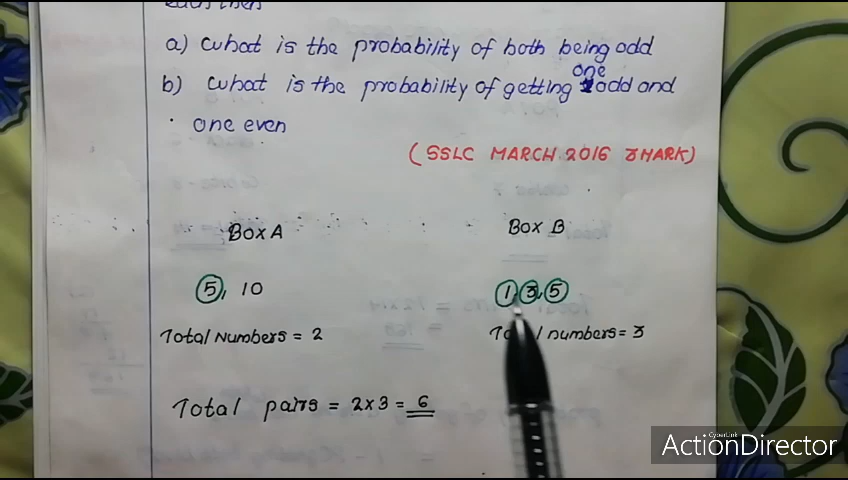 a) What is the probability of both being odd
one
b) What is the probability of getting odd and
one even
(SSLC MARCH 2016 3MARK)
Box A Box B
5, 10 1, 3, 5
Total Numbers = 2 numbers = 3
Total pairs = 2x3 = 6
CyberLink
ActionDirector